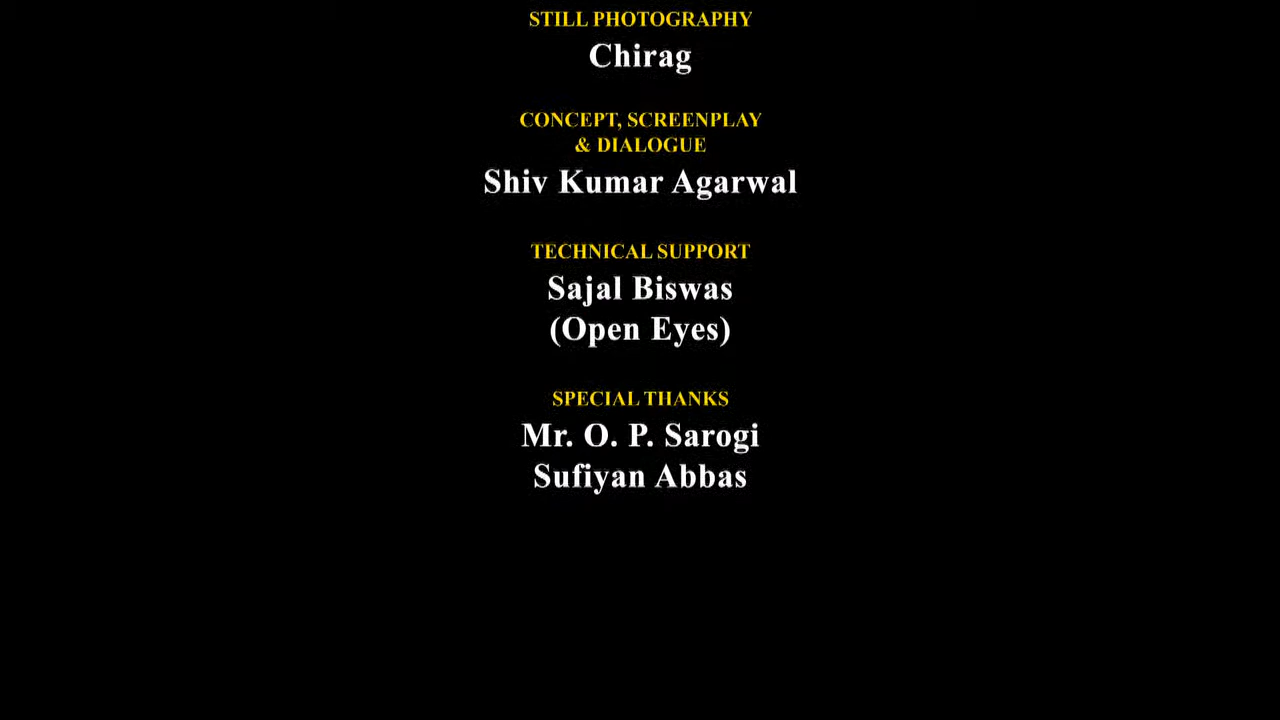 STILL PHOTOGRAPHY
Chirag
CONCEPT, SCREENPLAY
& DIALOGUE
Shiv Kumar Agarwal
TECHNICAL SUPPORT
Sajal Biswas
(Open Eyes)
SPECIAL THANKS
Mr. O. P. Sarogi
Sufiyan Abbas